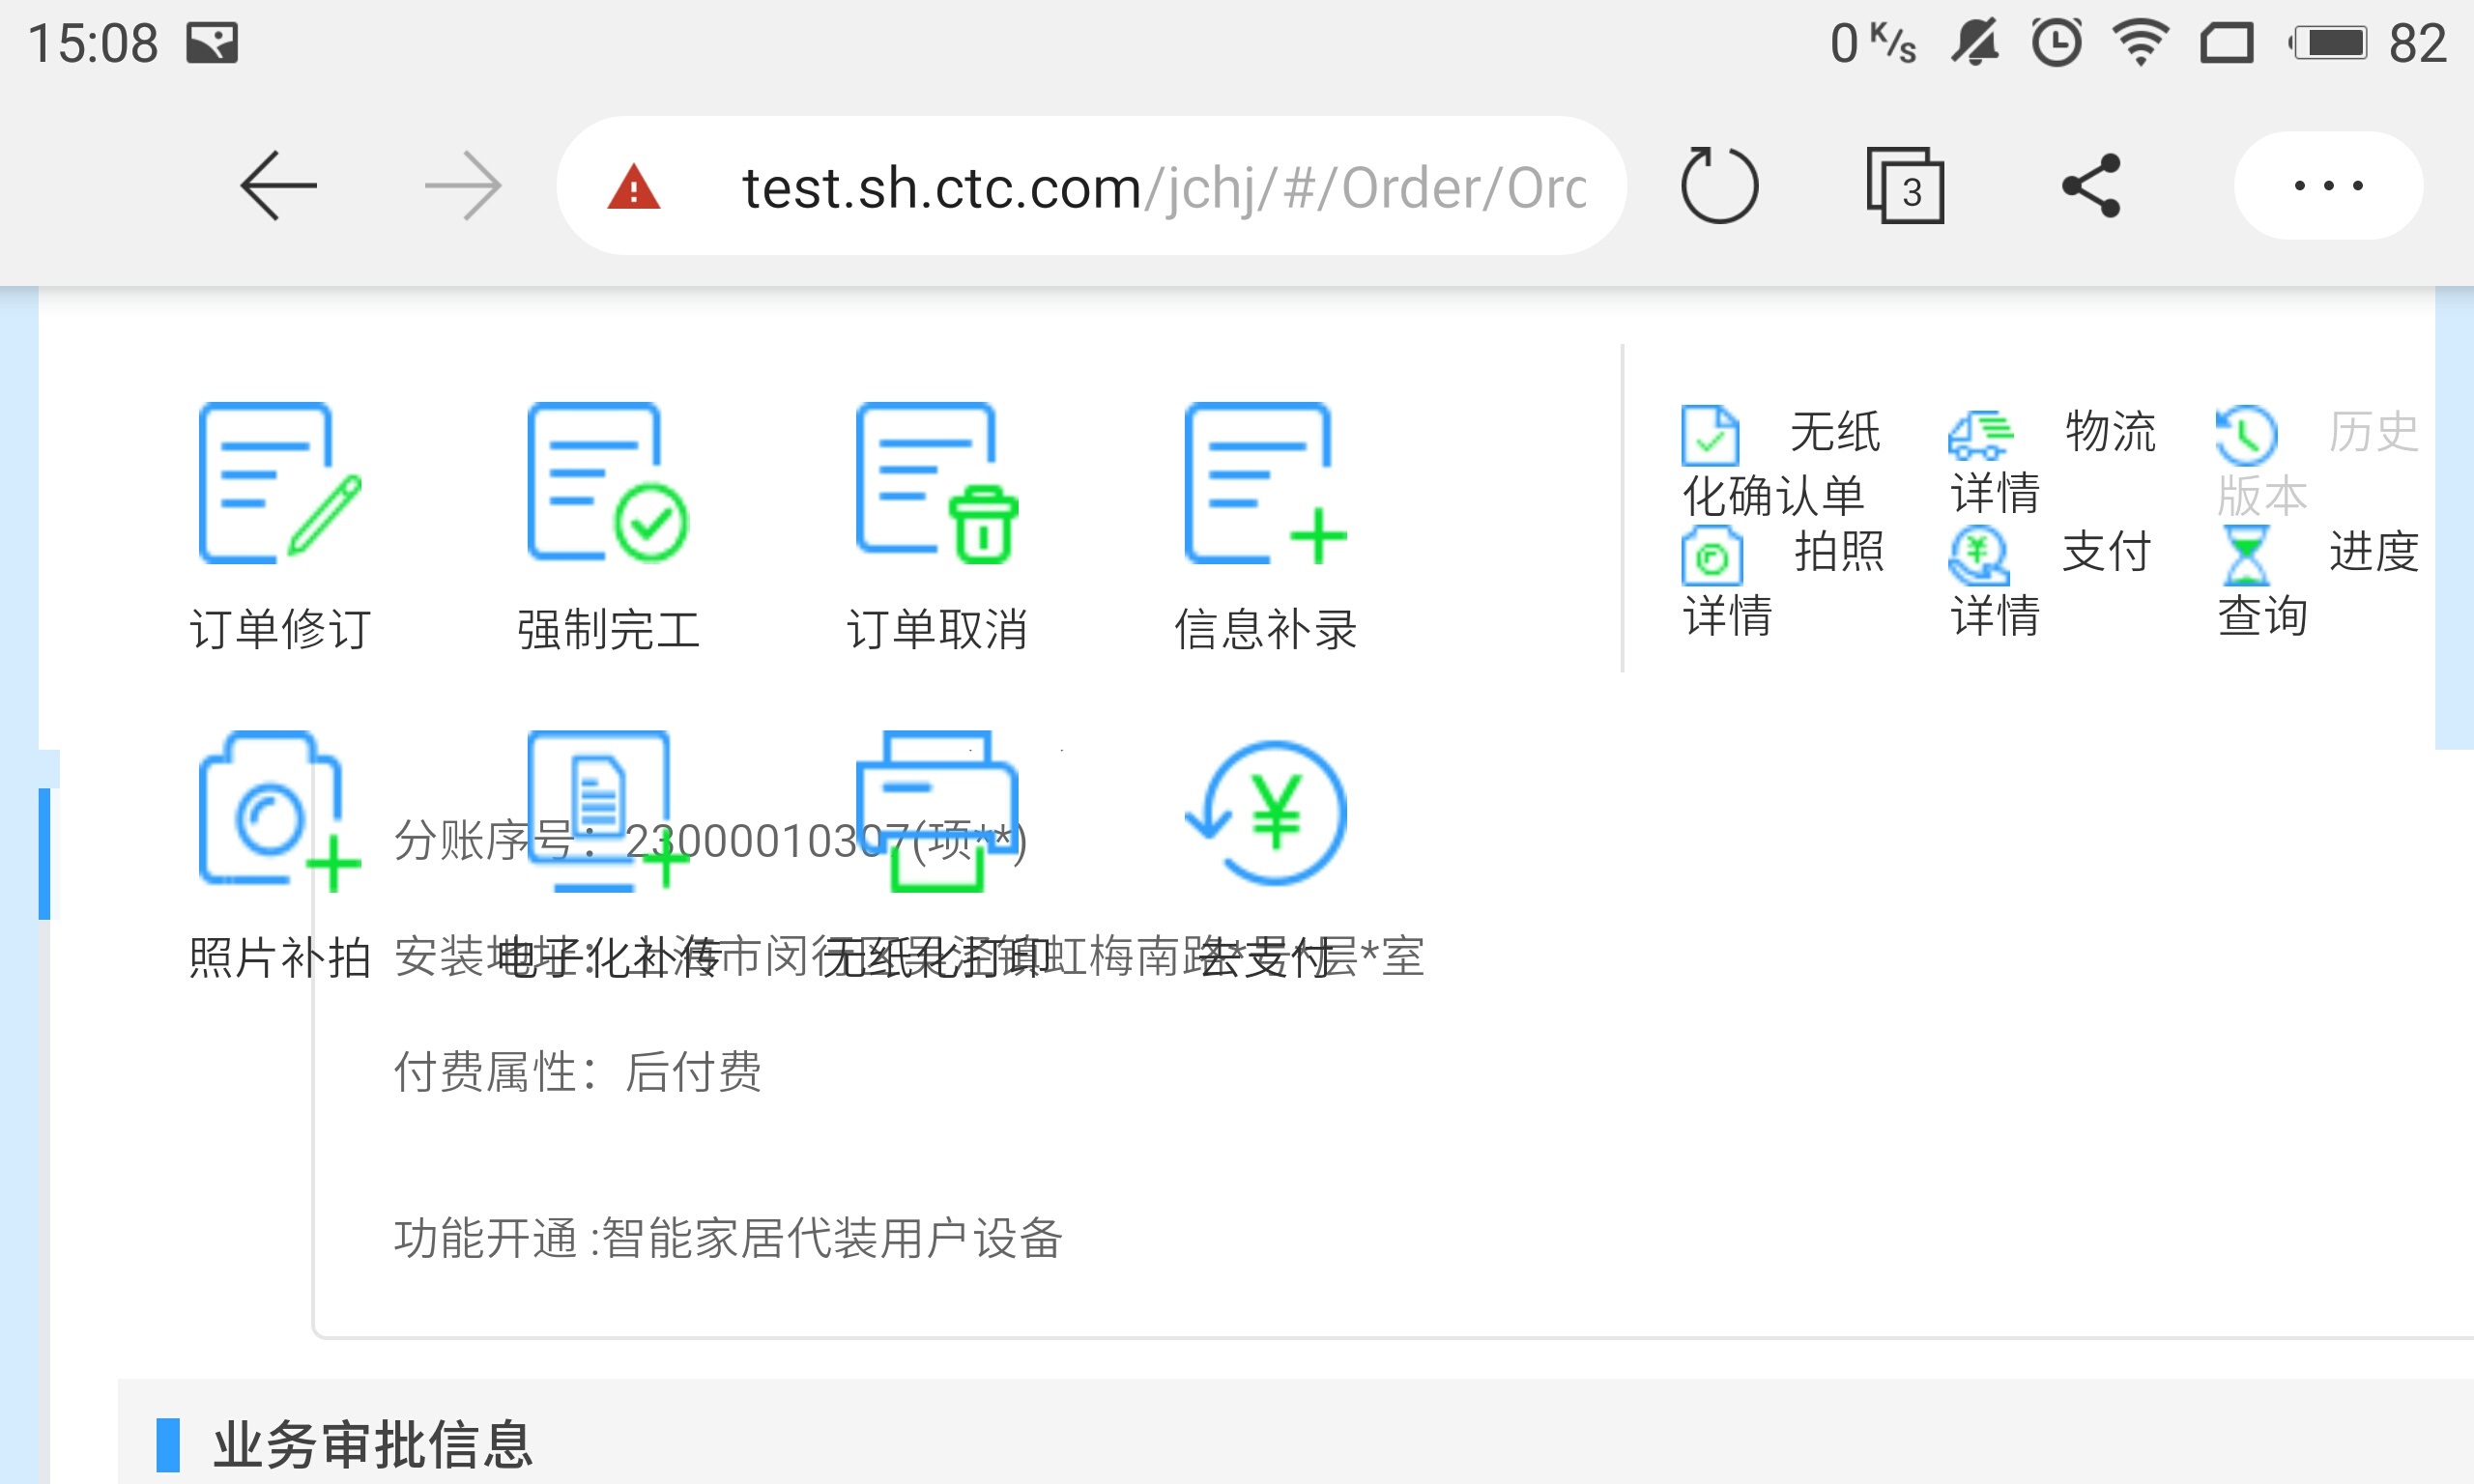 15:08 0 K/s 82
test.sh.ctc.com/jchj/#/Order/Orc
3
订单修订 强制完工 订单取消 信息补录
无纸化确认单 物流详情 历史版本
拍照详情 支付详情 进度查询
照片补拍 电子化补传 无纸化打印 去支付
分账序号：23000010307(项**)
安装地址：上海市闵行区吴泾镇虹梅南路*号*层*室
付费属性：后付费
功能开通 :智能家居代装用户设备
业务审批信息